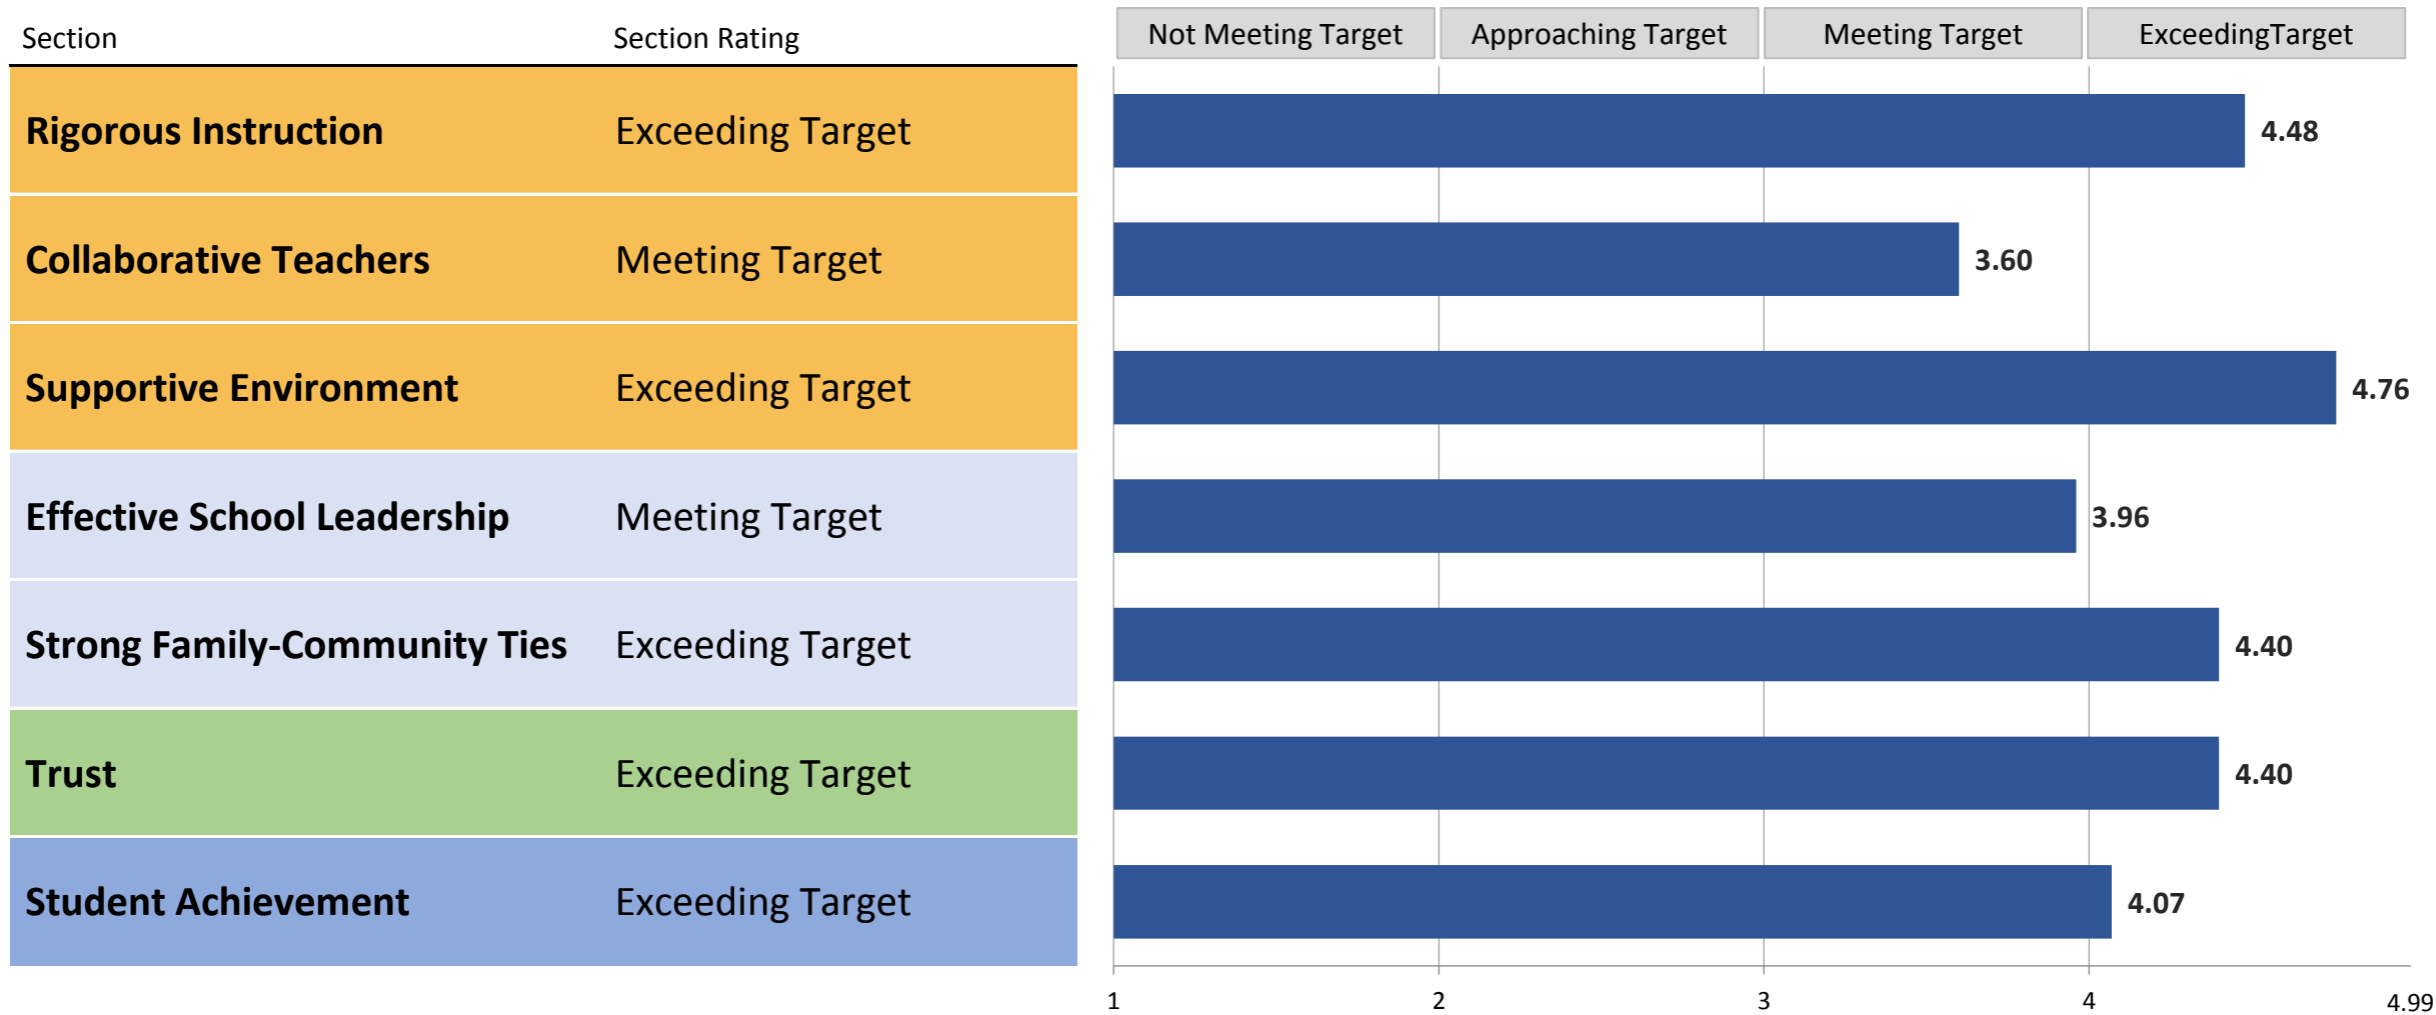 Section Section Rating Not Meeting Target Approaching Target Meeting Target ExceedingTarget
Rigorous Instruction Exceeding Target 4.48
Collaborative Teachers Meeting Target 3.60
Supportive Environment Exceeding Target 4.76
Effective School Leadership Meeting Target 3.96
Strong Family-Community Ties Exceeding Target 4.40
Trust Exceeding Target 4.40
Student Achievement Exceeding Target 4.07
1 2 3 4 4.99